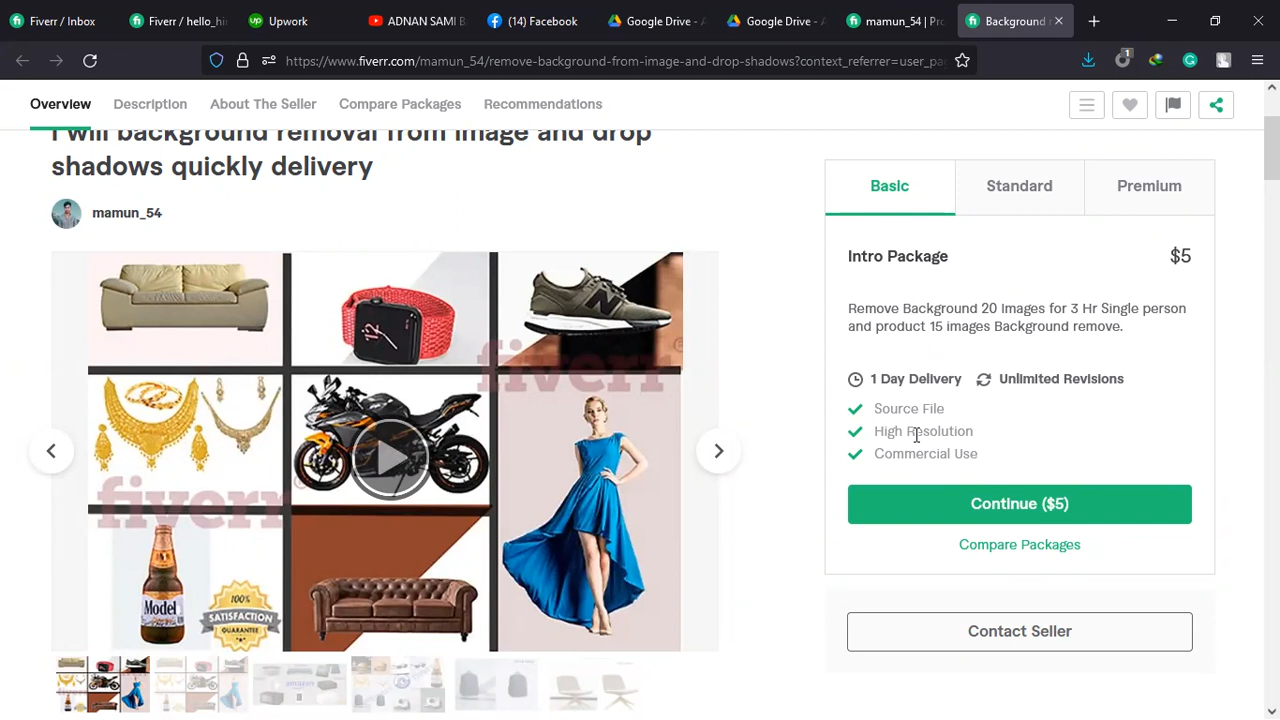 Fiverr / Inbox
Fiverr / hello_hi
Upwork
ADNAN SAMI B
(14) Facebook
Google Drive - A
Google Drive - A
mamun_54 | Pro
Background
https://www.fiverr.com/mamun_54/remove-background-from-image-and-drop-shadows?context_referrer=user_pa
1
Overview
Description
About The Seller
Compare Packages
Recommendations
I will background removal from image and drop
shadows quickly delivery
mamun_54
Basic
Standard
Premium
Intro Package
$5
Remove Background 20 Images for 3 Hr Single person
and product 15 images Background remove.
1 Day Delivery
Unlimited Revisions
Source File
High Resolution
Commercial Use
Continue ($5)
Compare Packages
Contact Seller
12
N
fiverr
fiverr
Model
100%
SATISFACTION
GUARANTEE